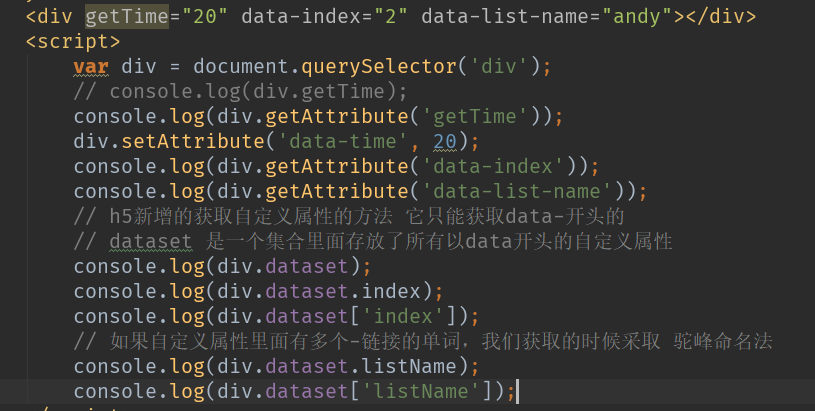 <div getTime="20" data-index="2" data-list-name="andy"></div>
<script>
var div = document.querySelector('div');
// console.log(div.getTime);
console.log(div.getAttribute('getTime'));
div.setAttribute('data-time', 20);
console.log(div.getAttribute('data-index'));
console.log(div.getAttribute('data-list-name'));
// h5新增的获取自定义属性的方法 它只能获取data-开头的
// dataset 是一个集合里面存放了所有以data开头的自定义属性
console.log(div.dataset);
console.log(div.dataset.index);
console.log(div.dataset['index']);
// 如果自定义属性里面有多个-链接的单词，我们获取的时候采取 驼峰命名法
console.log(div.dataset.listName);
console.log(div.dataset['listName']);